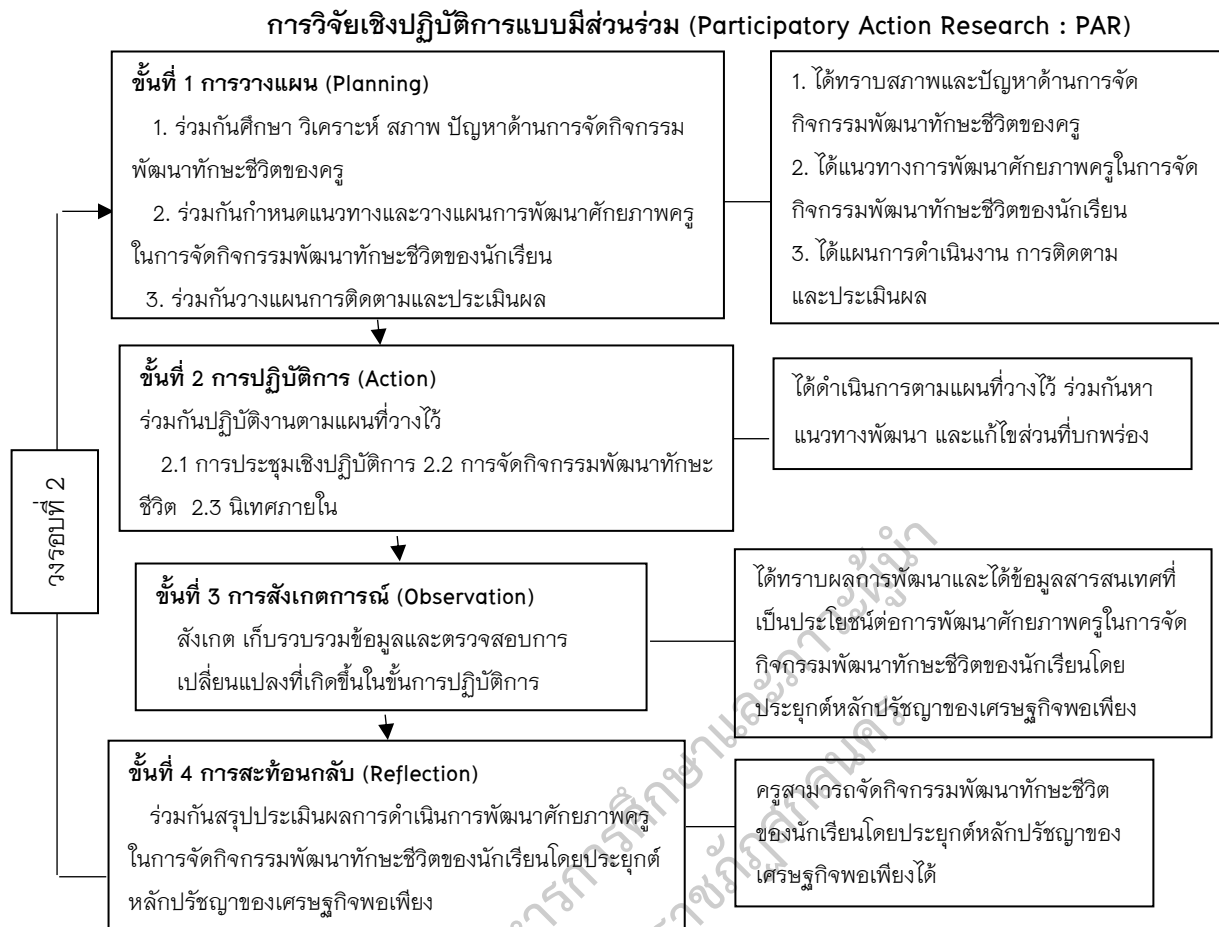 การวิจัยเชิงปฏิบัติการแบบมีส่วนร่วม (Participatory Action Research : PAR)
ขั้นที่ 1 การวางแผน (Planning)
1. ร่วมกันศึกษา วิเคราะห์ สภาพ ปัญหาด้านการจัดกิจกรรม
พัฒนาทักษะชีวิตของครู
2. ร่วมกันกำหนดแนวทางและวางแผนการพัฒนาศักยภาพครู
ในการจัดกิจกรรมพัฒนาทักษะชีวิตของนักเรียน
3. ร่วมกันวางแผนการติดตามและประเมินผล
1. ได้ทราบสภาพและปัญหาด้านการจัด
กิจกรรมพัฒนาทักษะชีวิตของครู
2. ได้แนวทางการพัฒนาศักยภาพครูในการจัด
กิจกรรมพัฒนาทักษะชีวิตของนักเรียน
3. ได้แผนการดำเนินงาน การติดตาม
และประเมินผล
ขั้นที่ 2 การปฏิบัติการ (Action)
ร่วมกันปฏิบัติงานตามแผนที่วางไว้
2.1 การประชุมเชิงปฏิบัติการ 2.2 การจัดกิจกรรมพัฒนาทักษะ
ชีวิต 2.3 นิเทศภายใน
ได้ดำเนินการตามแผนที่วางไว้ ร่วมกันหา
แนวทางพัฒนา และแก้ไขส่วนที่บกพร่อง
วงรอบที่ 2
ขั้นที่ 3 การสังเกตการณ์ (Observation)
สังเกต เก็บรวบรวมข้อมูลและตรวจสอบการ
เปลี่ยนแปลงที่เกิดขึ้นในขั้นการปฏิบัติการ
ได้ทราบผลการพัฒนาและได้ข้อมูลสารสนเทศที่
เป็นประโยชน์ต่อการพัฒนาศักยภาพครูในการจัด
กิจกรรมพัฒนาทักษะชีวิตของนักเรียนโดย
ประยุกต์หลักปรัชญาของเศรษฐกิจพอเพียง
ขั้นที่ 4 การสะท้อนกลับ (Reflection)
ร่วมกันสรุปประเมินผลการดำเนินการพัฒนาศักยภาพครู
ในการจัดกิจกรรมพัฒนาทักษะชีวิตของนักเรียนโดยประยุกต์
หลักปรัชญาของเศรษฐกิจพอเพียง
ครูสามารถจัดกิจกรรมพัฒนาทักษะชีวิต
ของนักเรียนโดยประยุกต์หลักปรัชญาของ
เศรษฐกิจพอเพียงได้
ารการศึกษาและภาวะผู้นำ
ราชภัฏสกลนคร